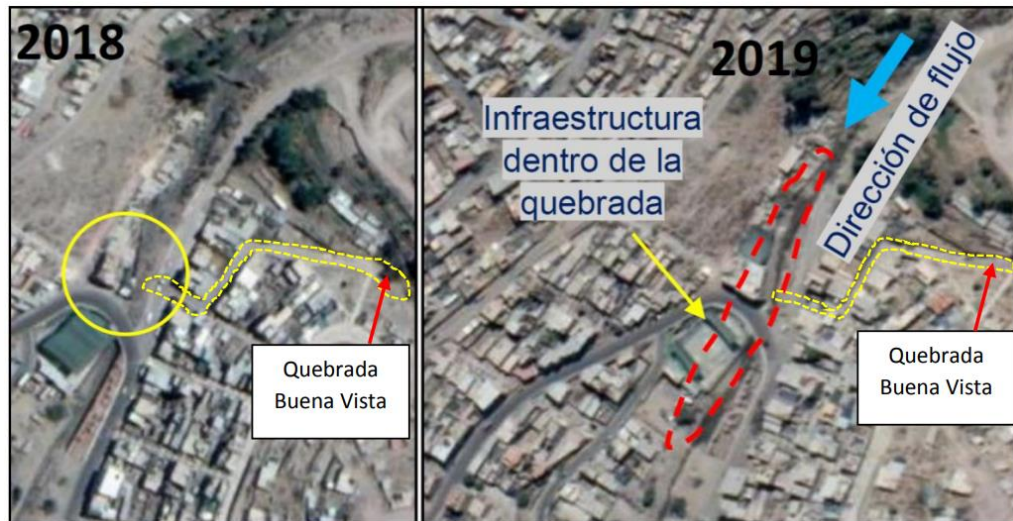 2018
Quebrada
Buena Vista
2019
Infraestructura
dentro de la
quebrada
Dirección de flujo
Quebrada
Buena Vista